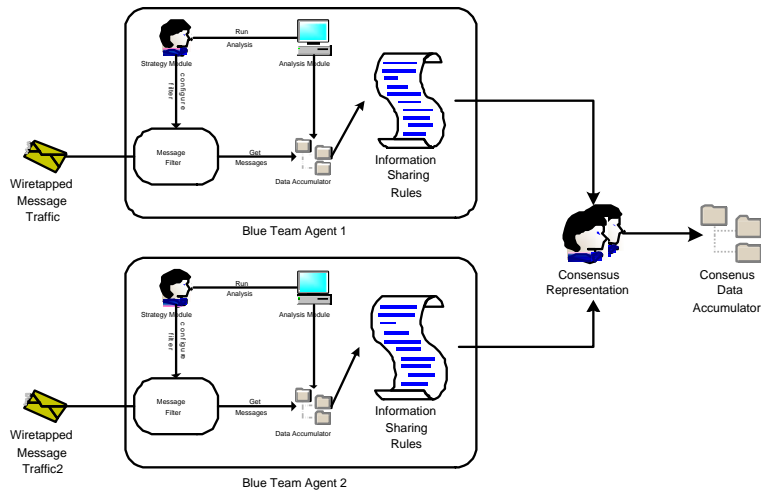 Run
Analysis
Strategy Module
Analysis Module
configure
filter
Message
Filter
Get
Messages
Data Accumulator
Information
Sharing
Rules
Wiretapped
Message
Traffic
Blue Team Agent 1
Consensus
Representation
Consenus
Data
Accumulator
Run
Analysis
Strategy Module
Analysis Module
configure
filter
Message
Filter
Get
Messages
Data Accumulator
Information
Sharing
Rules
Wiretapped
Message
Traffic2
Blue Team Agent 2